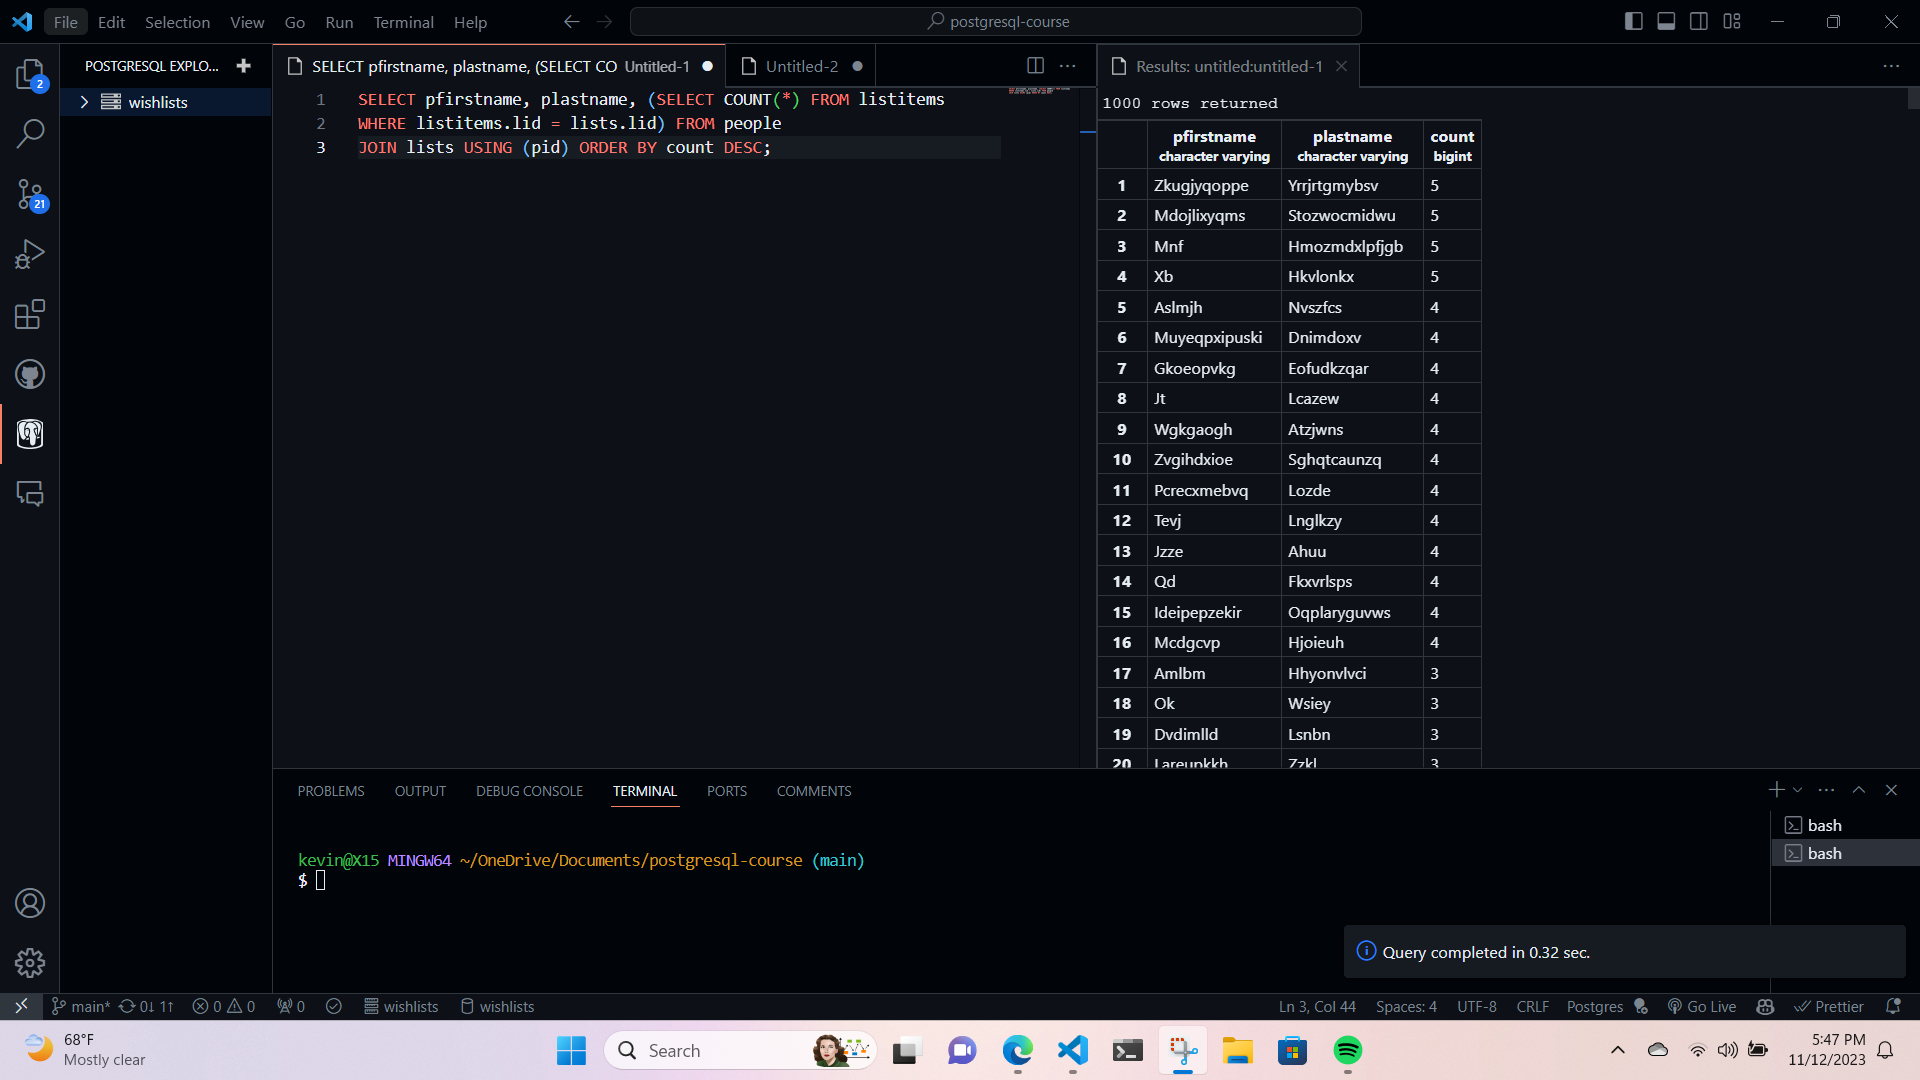 File Edit Selection View Go Run Terminal Help
postgresql-course
POSTGRESQL EXPLO...
wishlists
2
21
SELECT pfirstname, plastname, (SELECT CO Untitled-1
Untitled-2
1 SELECT pfirstname, plastname, (SELECT COUNT(*) FROM listitems
2 WHERE listitems.lid = lists.lid) FROM people
3 JOIN lists USING (pid) ORDER BY count DESC;
Results: untitled:untitled-1
1000 rows returned
pfirstname plastname count
character varying character varying bigint
1 Zkugjyqoppe Yrrjrtgmybsv 5
2 Mdojlixyqms Stozwocmidwu 5
3 Mnf Hmozmdxlpfjgb 5
4 Xb Hkvlonkx 5
5 Aslmjh Nvszfcs 4
6 Muyeqpxipuski Dnimdoxv 4
7 Gkoeopvkg Eofudkzqar 4
8 Jt Lcazew 4
9 Wgkgaogh Atzjwns 4
10 Zvgihdxioe Sghqtcaunzq 4
11 Pcrecxmebvq Lozde 4
12 Tevj Lnglkzy 4
13 Jzze Ahuu 4
14 Qd Fkxvrlsps 4
15 Ideipepzekir Oqplaryguvws 4
16 Mcdgcvp Hjoieuh 4
17 Amlbm Hhyonvlvci 3
18 Ok Wsiey 3
19 Dvdimlld Lsnbn 3
20 Lareupkkh Zzkl 3
PROBLEMS OUTPUT DEBUG CONSOLE TERMINAL PORTS COMMENTS
kevin@X15 MINGW64 ~/OneDrive/Documents/postgresql-course (main)
$
bash
bash
Query completed in 0.32 sec.
main* 0↓ 1↑ 0 0 0 wishlists wishlists
Ln 3, Col 44 Spaces: 4 UTF-8 CRLF Postgres Go Live Prettier
68°F
Mostly clear
Search
5:47 PM
11/12/2023